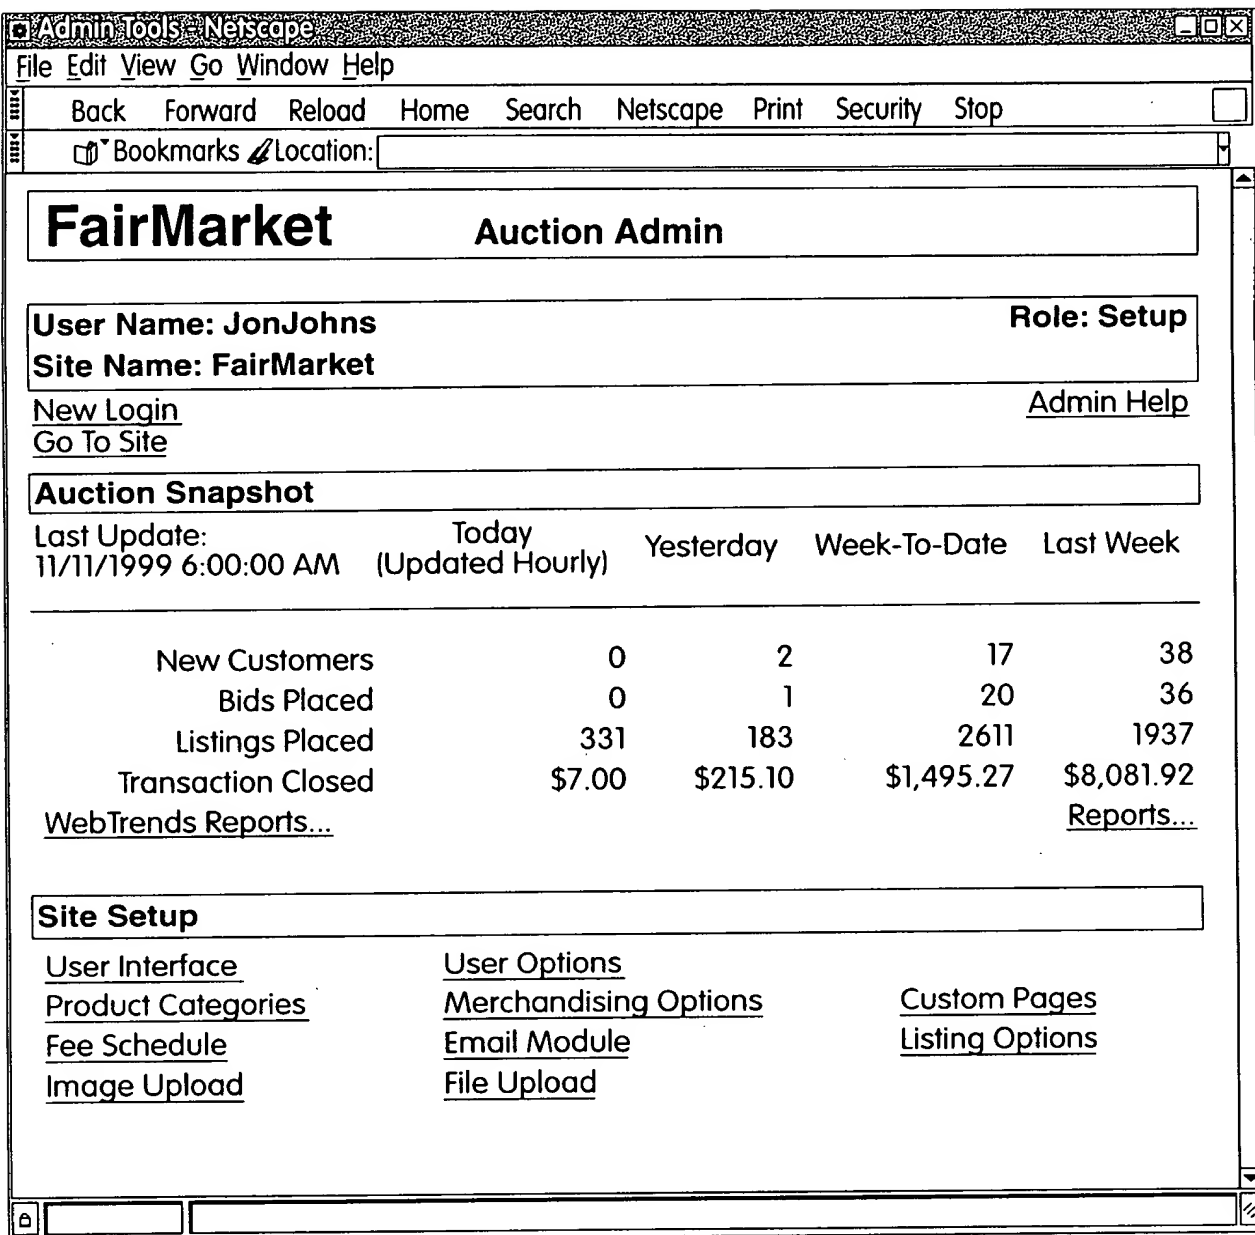 Admin Tools - Netscape
File Edit View Go Window Help
Back Forward Reload Home Search Netscape Print Security Stop
Bookmarks Location:
FairMarket Auction Admin
User Name: JonJohns Role: Setup
Site Name: FairMarket
New Login Admin Help
Go To Site
Auction Snapshot
Last Update: Today Yesterday Week-To-Date Last Week
11/11/1999 6:00:00 AM (Updated Hourly)
New Customers 0 2 17 38
Bids Placed 0 1 20 36
Listings Placed 331 183 2611 1937
Transaction Closed $7.00 $215.10 $1,495.27 $8,081.92
WebTrends Reports... Reports...
Site Setup
User Interface User Options
Product Categories Merchandising Options Custom Pages
Fee Schedule Email Module Listing Options
Image Upload File Upload